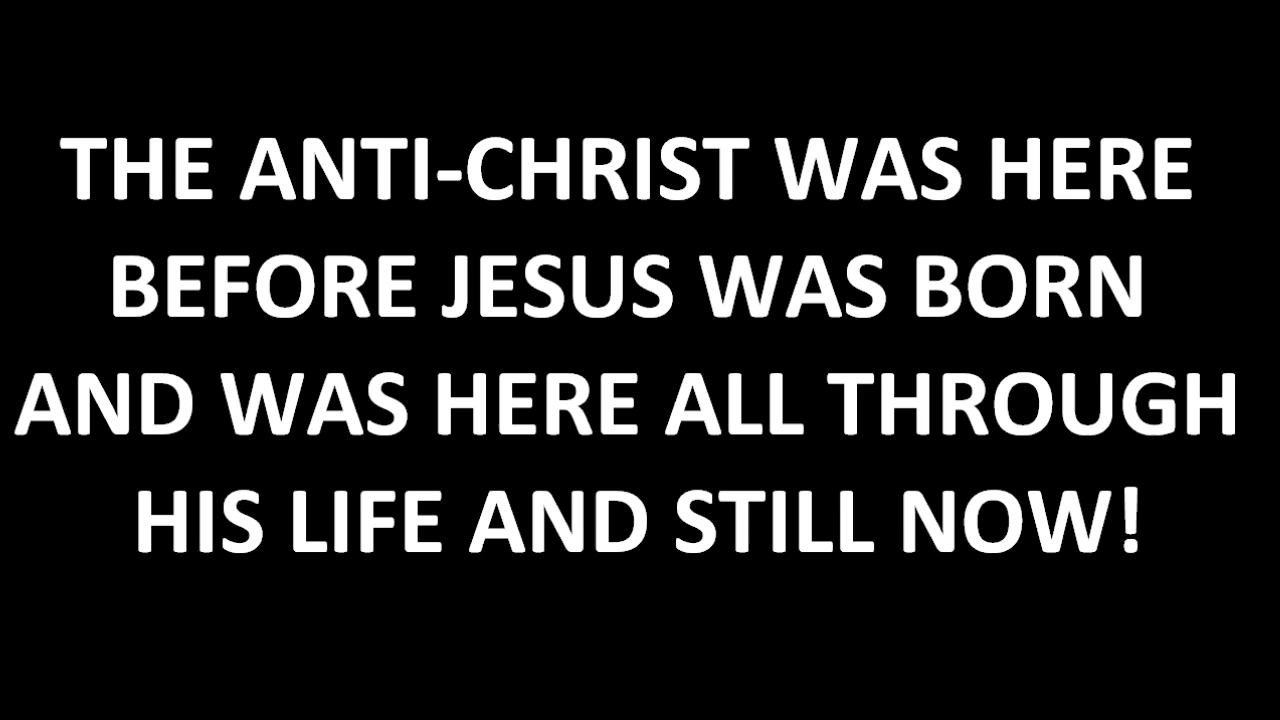 THE ANTI-CHRIST WAS HERE
BEFORE JESUS WAS BORN
AND WAS HERE ALL THROUGH
HIS LIFE AND STILL NOW!